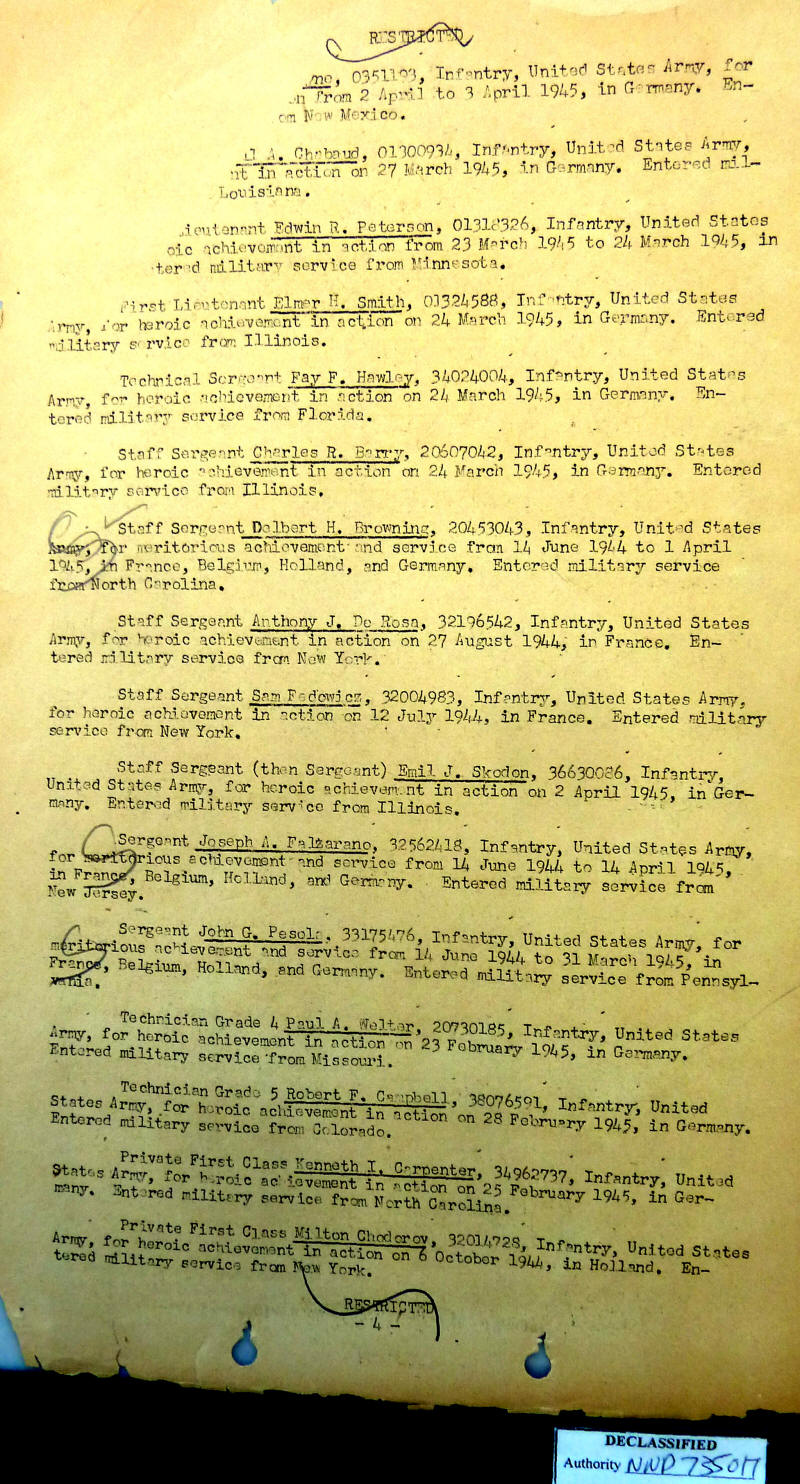 RESTRICTED
Infantry, United States Army, for
from 2 April to 3 April 1945, in Germany. En-
New Mexico.
A. Chabaud, 01300934, Infantry, United States Army,
in action on 27 March 1945, in Germany. Entered mil-
Louisiana.
Lieutenant Edwin R. Peterson, 01318326, Infantry, United States
achievement in action from 23 March 1945 to 24 March 1945, in
tered military service from Minnesota.
First Lieutenant Elmer H. Smith, 01324588, Infantry, United States
Army, for heroic achievement in action on 24 March 1945, in Germany. Entered
military service from Illinois.
Technical Sergeant Fay F. Hawley, 34024004, Infantry, United States
Army, for heroic achievement in action on 24 March 1945, in Germany. En-
tered military service from Florida.
Staff Sergeant Charles R. Barry, 20607042, Infantry, United States
Army, for heroic achievement in action on 24 March 1945, in Germany. Entered
military service from Illinois.
Staff Sergeant Delbert H. Browning, 20453043, Infantry, United States
Army, for meritorious achievement and service from 14 June 1944 to 1 April
1945, in France, Belgium, Holland, and Germany. Entered military service
from North Carolina.
Staff Sergeant Anthony J. De Rosa, 32196542, Infantry, United States
Army, for heroic achievement in action on 27 August 1944, in France. En-
tered military service from New York.
Staff Sergeant Sam Fedowicz, 32004983, Infantry, United States Army,
for heroic achievement in action on 12 July 1944, in France. Entered military
service from New York.
Staff Sergeant (then Sergeant) Emil J. Skodon, 36630086, Infantry,
United States Army, for heroic achievement in action on 2 April 1945, in Ger-
many. Entered military service from Illinois.
Sergeant Joseph A. Falzarano, 32562418, Infantry, United States Army,
for meritorious achievement and service from 14 June 1944 to 14 April 1945,
in France, Belgium, Holland, and Germany. Entered military service from
New Jersey.
Sergeant John G. Pesola, 33175476, Infantry, United States Army, for
meritorious achievement and service from 14 June 1944 to 31 March 1945, in
France, Belgium, Holland, and Germany. Entered military service from Pennsyl-
vania.
Technician Grade 4 Paul A. Welter, 20730185, Infantry, United States
Army, for heroic achievement in action on 23 February 1945, in Germany.
Entered military service from Missouri.
Technician Grade 5 Robert F. Campbell, 38076591, Infantry, United
States Army, for heroic achievement in action on 28 February 1945, in Germany.
Entered military service from Colorado.
Private First Class Kenneth I. Carpenter, 34962737, Infantry, United
States Army, for heroic achievement in action on 25 February 1945, in Ger-
many. Entered military service from North Carolina.
Private First Class Milton Chodorov, 32014728, Infantry, United States
Army, for heroic achievement in action on 6 October 1944, in Holland. En-
tered military service from New York.
RESTRICTED
- 4 -
DECLASSIFIED
Authority NND 735017